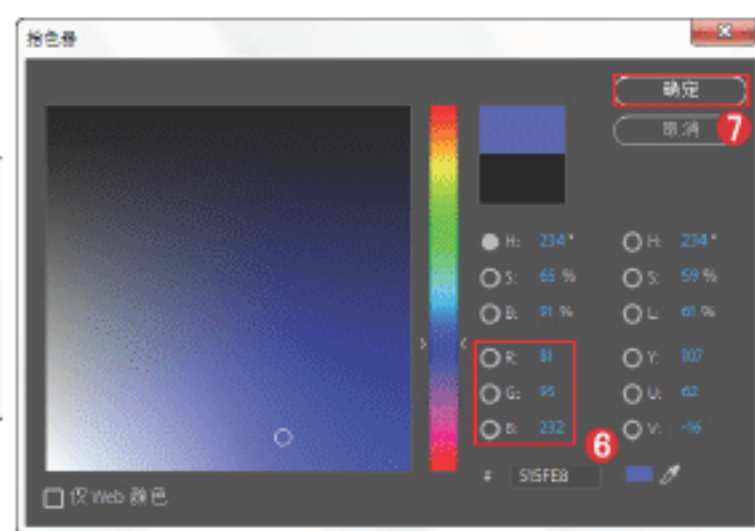 拾色器
确定
取消
7
H: 234° H: 234°
S: 65 % S: 59 %
B: 91 % L: 61 %
R: 81 Y: 107
G: 95 U: 62
B: 232 V: -16
6
# 515FE8
仅 Web 颜色